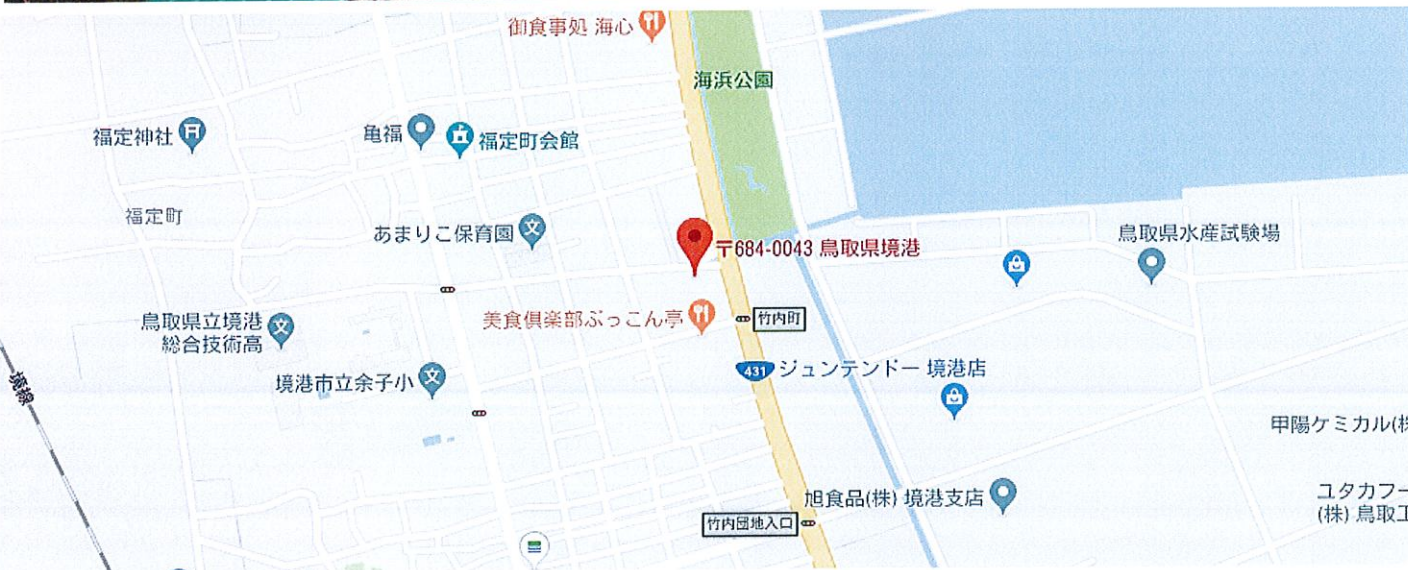 御食事処 海心
海浜公園
福定神社
亀福
福定町会館
福定町
あまりこ保育園
〒684-0043 鳥取県境港
鳥取県水産試験場
鳥取県立境港
総合技術高
美食倶楽部ぶっこん亭
竹内町
431
ジュンテンドー 境港店
境港市立余子小
境線
甲陽ケミカル(株
旭食品(株) 境港支店
ユタカフー
(株) 鳥取工
竹内団地入口